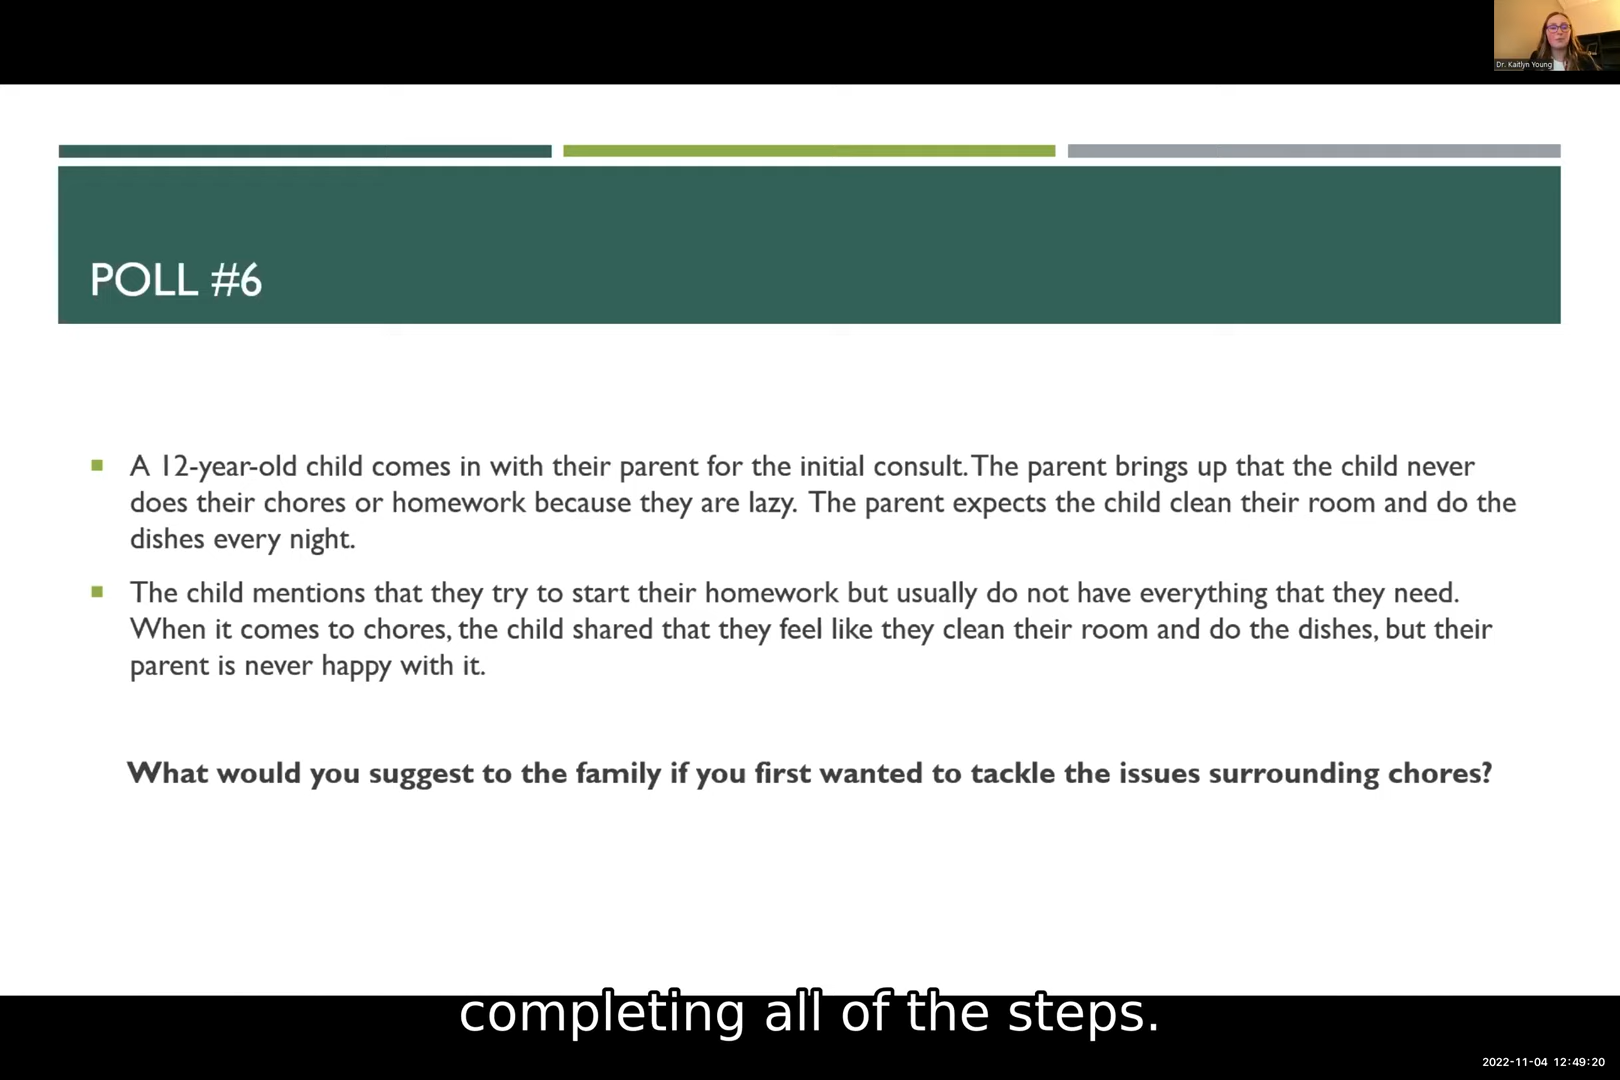 Dr. Kaitlyn Young
POLL #6
A 12-year-old child comes in with their parent for the initial consult. The parent brings up that the child never
does their chores or homework because they are lazy. The parent expects the child clean their room and do the
dishes every night.
The child mentions that they try to start their homework but usually do not have everything that they need.
When it comes to chores, the child shared that they feel like they clean their room and do the dishes, but their
parent is never happy with it.
What would you suggest to the family if you first wanted to tackle the issues surrounding chores?
completing all of the steps.
2022-11-04 12:49:20